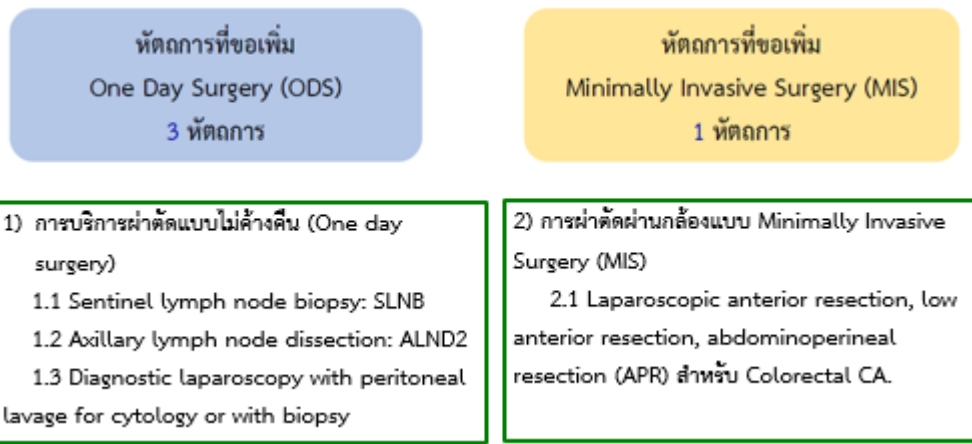 หัตถการที่ขอเพิ่ม
One Day Surgery (ODS)
3 หัตถการ
หัตถการที่ขอเพิ่ม
Minimally Invasive Surgery (MIS)
1 หัตถการ
1) การบริการผ่าตัดแบบไม่ค้างคืน (One day
surgery)
1.1 Sentinel lymph node biopsy: SLNB
1.2 Axillary lymph node dissection: ALND2
1.3 Diagnostic laparoscopy with peritoneal
lavage for cytology or with biopsy
2) การผ่าตัดผ่านกล้องแบบ Minimally Invasive
Surgery (MIS)
2.1 Laparoscopic anterior resection, low
anterior resection, abdominoperineal
resection (APR) สำหรับ Colorectal CA.